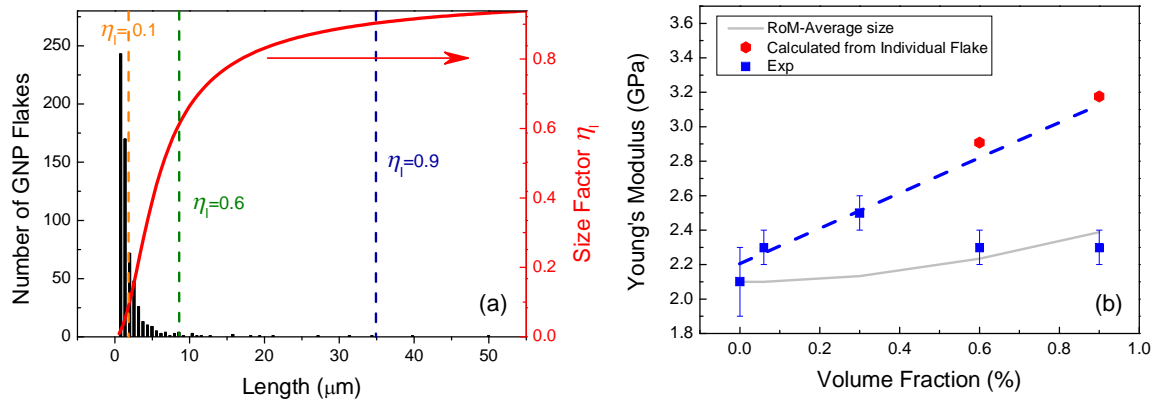 η_l=0.1
η_l=0.6
η_l=0.9
(a)
Number of GNP Flakes
250
200
150
100
50
0
0 10 20 30 40 50
Length (μm)
0.8
0.6
0.4
0.2
0.0
Size Factor η_l
RoM-Average size
Calculated from Individual Flake
Exp
(b)
Young's Modulus (GPa)
3.6
3.4
3.2
3.0
2.8
2.6
2.4
2.2
2.0
1.8
0.0 0.2 0.4 0.6 0.8 1.0
Volume Fraction (%)